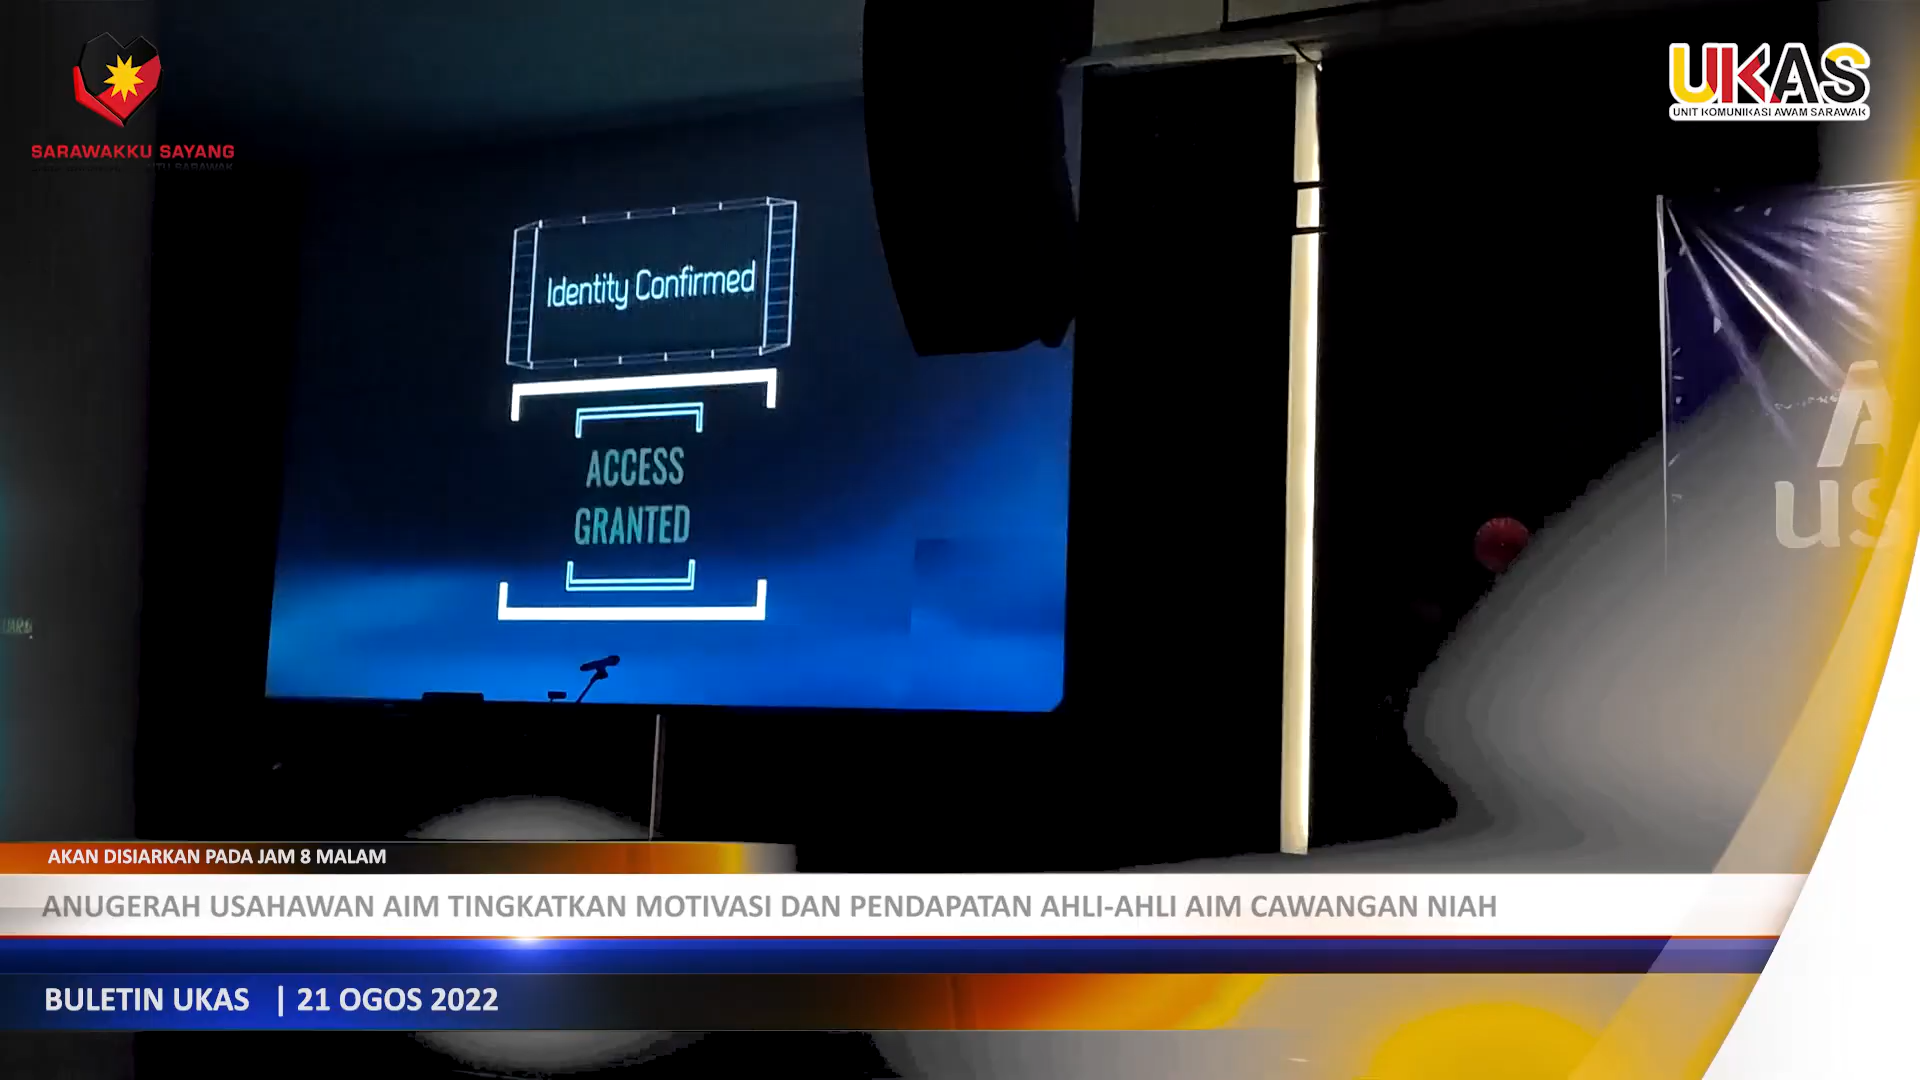 SARAWAKKU SAYANG
UKAS
UNIT KOMUNIKASI AWAM SARAWAK
Identity Confirmed
ACCESS
GRANTED
AKAN DISIARKAN PADA JAM 8 MALAM
ANUGERAH USAHAWAN AIM TINGKATKAN MOTIVASI DAN PENDAPATAN AHLI-AHLI AIM CAWANGAN NIAH
BULETIN UKAS | 21 OGOS 2022